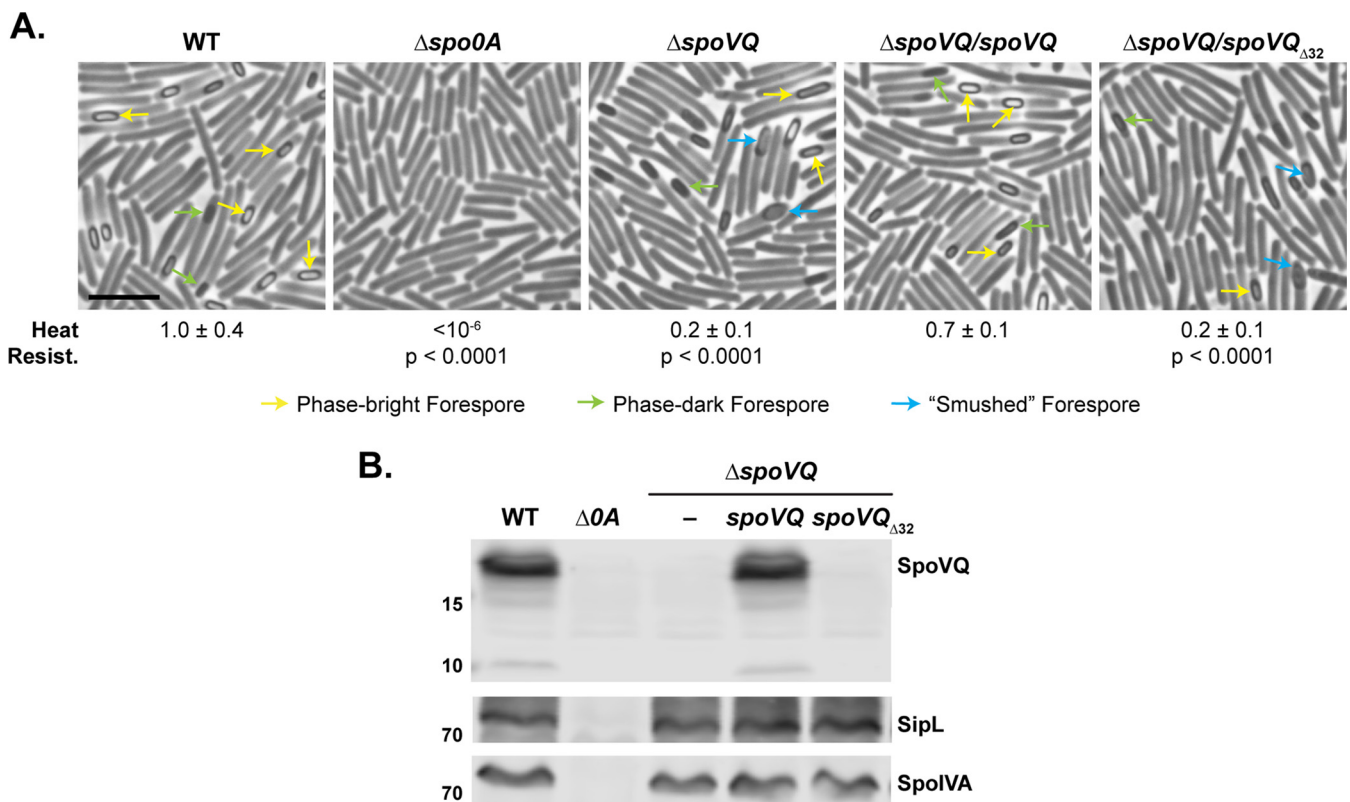 A.
WT Δspo0A ΔspoVQ ΔspoVQ/spoVQ ΔspoVQ/spoVQΔ32
Heat Resist. 1.0 ± 0.4 <10⁻⁶ 0.2 ± 0.1 0.7 ± 0.1 0.2 ± 0.1
p < 0.0001 p < 0.0001 p < 0.0001
Phase-bright Forespore Phase-dark Forespore “Smushed” Forespore
B.
ΔspoVQ
WT Δ0A – spoVQ spoVQΔ32
SpoVQ
15
10
70 SipL
70 SpoIVA